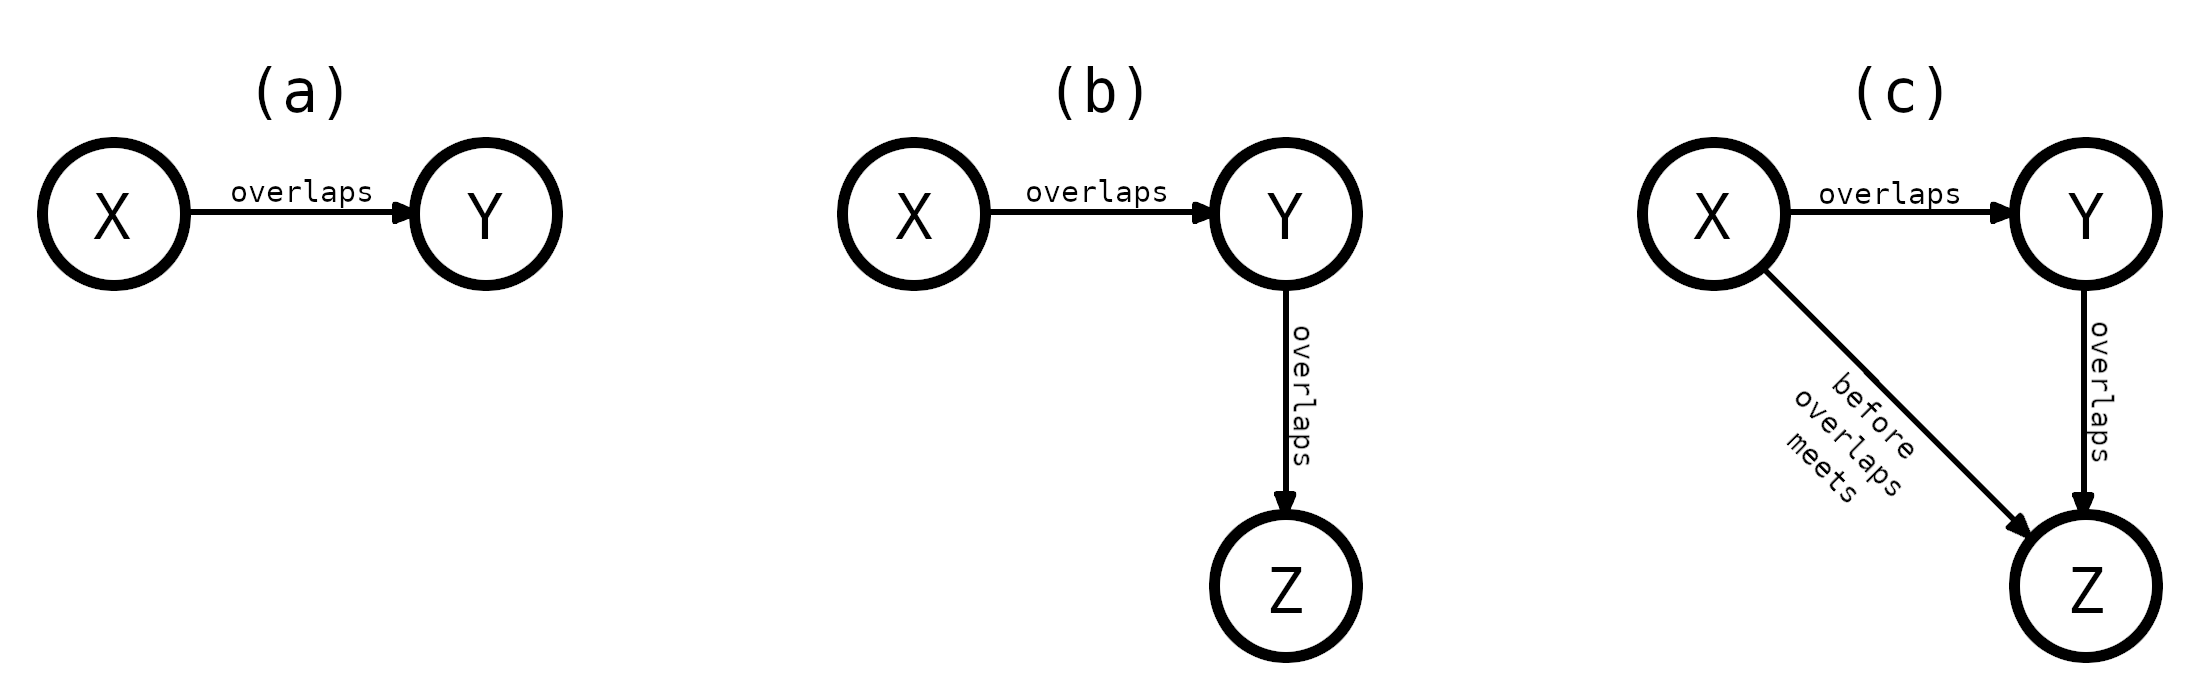 (a)
X
overlaps
Y
(b)
X
overlaps
Y
overlaps
Z
(c)
X
overlaps
Y
overlaps
before
overlaps
meets
Z